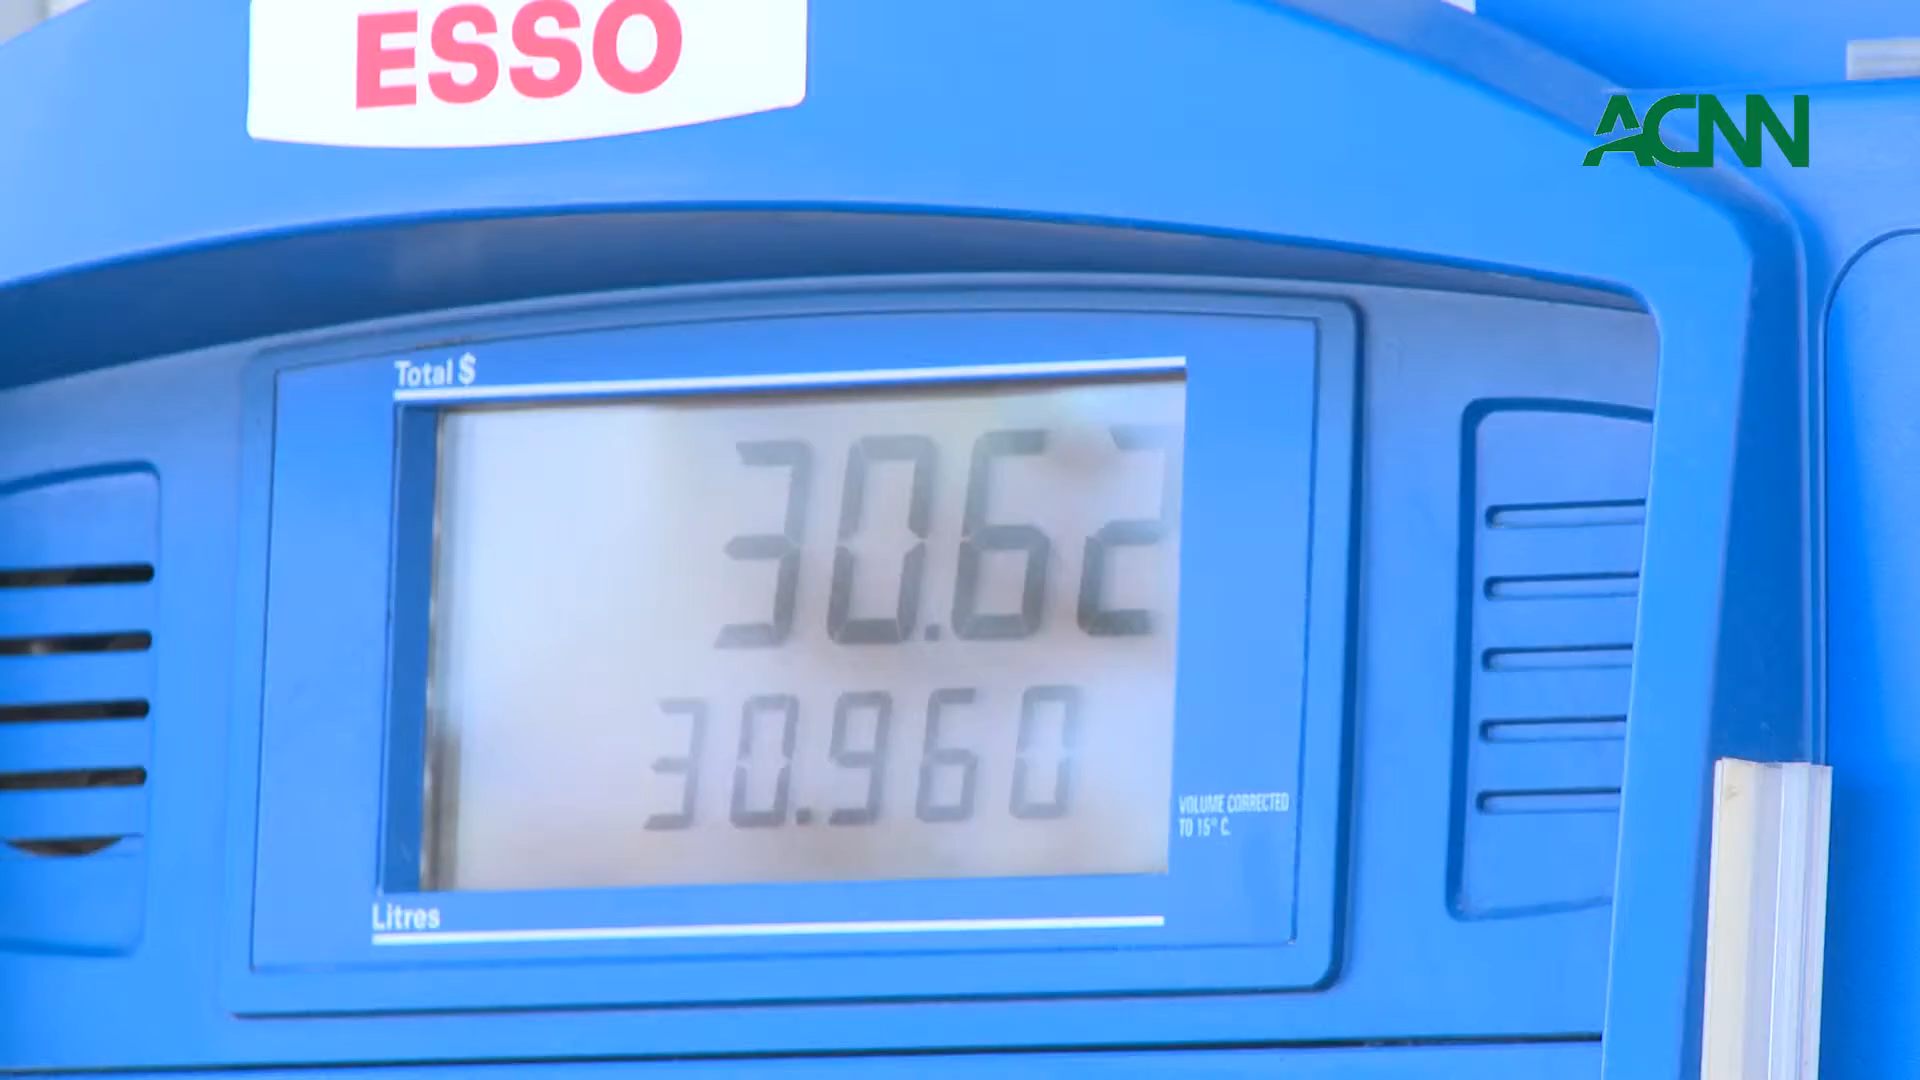 ESSO
ACNN
Total $
30.62
30.960
VOLUME CORRECTED
TO 15° C
Litres